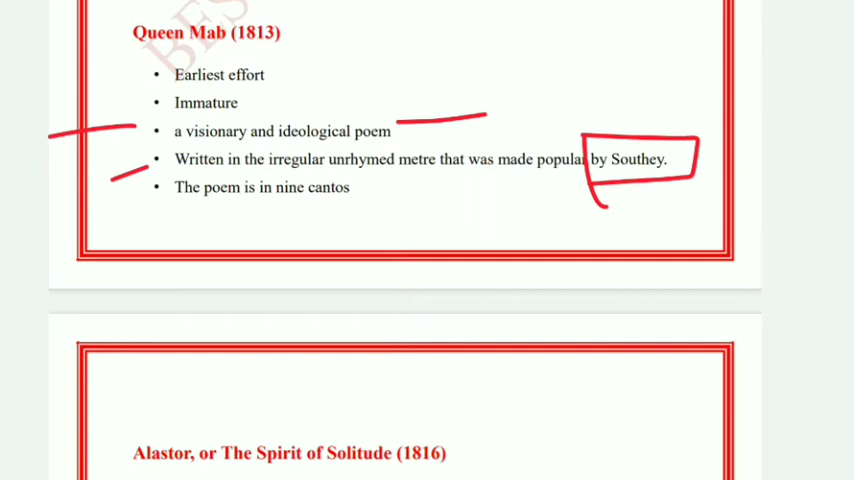 Queen Mab (1813)
• Earliest effort
• Immature
• a visionary and ideological poem
• Written in the irregular unrhymed metre that was made popular by Southey.
• The poem is in nine cantos
Alastor, or The Spirit of Solitude (1816)